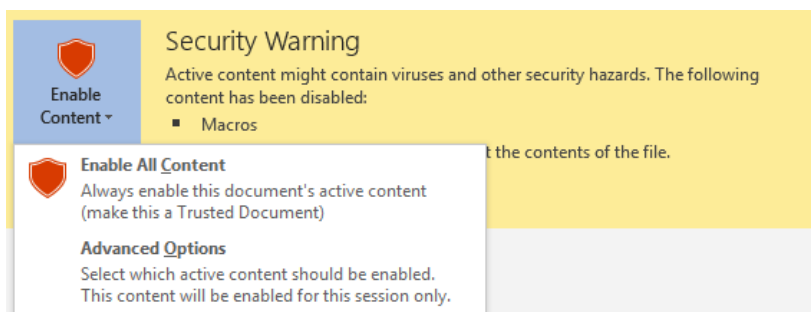 Security Warning
Active content might contain viruses and other security hazards. The following
content has been disabled:
Enable
Content
▪ Macros
t the contents of the file.
Enable All Content
Always enable this document's active content
(make this a Trusted Document)
Advanced Options
Select which active content should be enabled.
This content will be enabled for this session only.